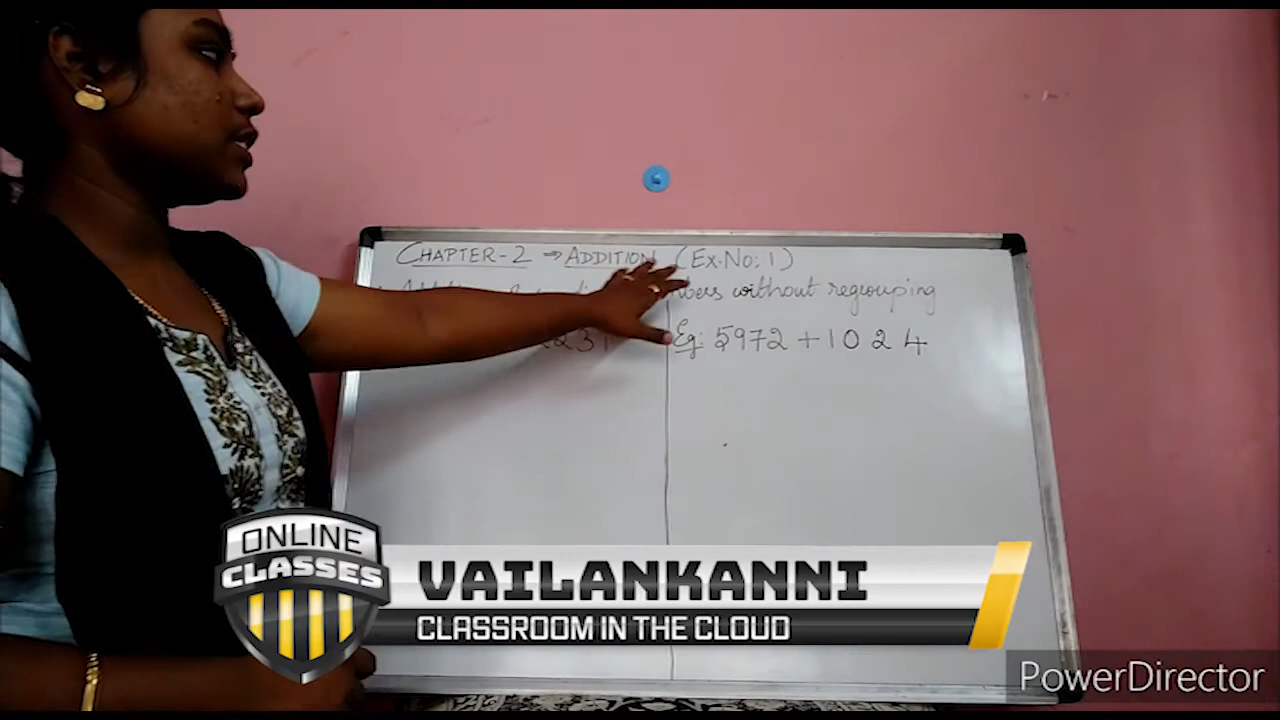 CHAPTER-2 ⇒ ADDITION (Ex.No: 1)
without regrouping
231 Eg: 5972 + 1024
ONLINE
CLASSES
VAILANKANNI
CLASSROOM IN THE CLOUD
PowerDirector